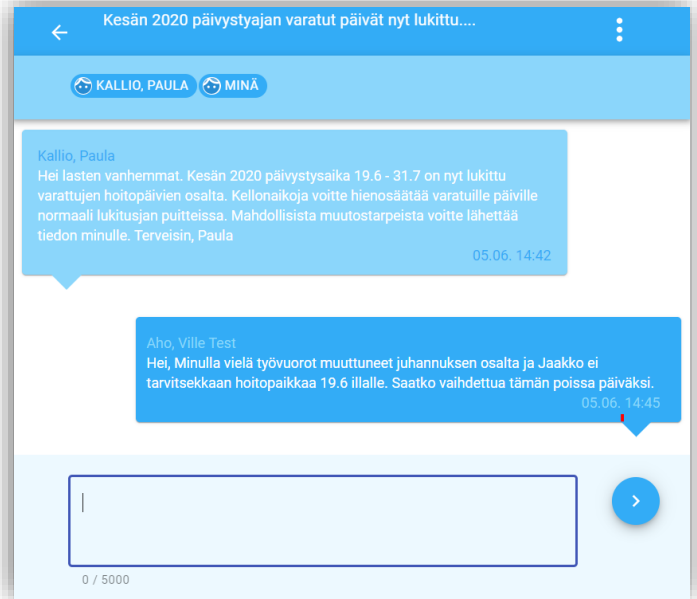 Kesän 2020 päivystyajan varatut päivät nyt lukittu....
KALLIO, PAULA MINÄ
Kallio, Paula
Hei lasten vanhemmat. Kesän 2020 päivystysaika 19.6 - 31.7 on nyt lukittu
varattujen hoitopäivien osalta. Kellonaikoja voitte hienosäätää varatuille päiville
normaali lukitusjan puitteissa. Mahdollisista muutostarpeista voitte lähettää
tiedon minulle. Terveisin, Paula
05.06. 14:42
Aho, Ville Test
Hei, Minulla vielä työvuorot muuttuneet juhannuksen osalta ja Jaakko ei
tarvitsekkaan hoitopaikkaa 19.6 illalle. Saatko vaihdettua tämän poissa päiväksi.
05.06. 14:45
0 / 5000